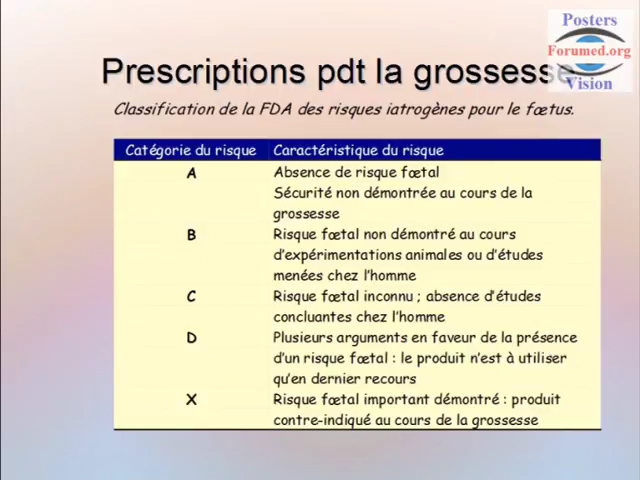 Posters
Forumed.org
Vision
Prescriptions pdt la grossesse
Classification de la FDA des risques iatrogènes pour le fœtus.
Catégorie du risque Caractéristique du risque
A Absence de risque fœtal
Sécurité non démontrée au cours de la
grossesse
B Risque fœtal non démontré au cours
d'expérimentations animales ou d'études
menées chez l'homme
C Risque fœtal inconnu ; absence d'études
concluantes chez l'homme
D Plusieurs arguments en faveur de la présence
d'un risque fœtal : le produit n'est à utiliser
qu'en dernier recours
X Risque fœtal important démontré : produit
contre-indiqué au cours de la grossesse